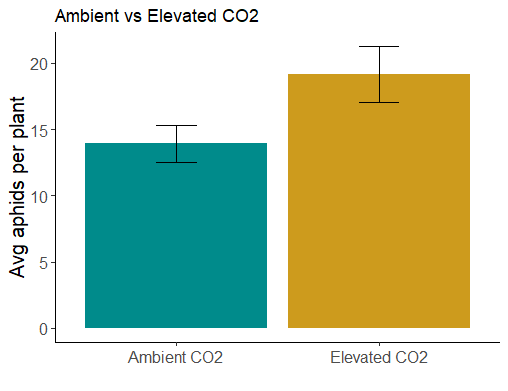 Ambient vs Elevated CO2
Avg aphids per plant
20
15
10
5
0
Ambient CO2
Elevated CO2